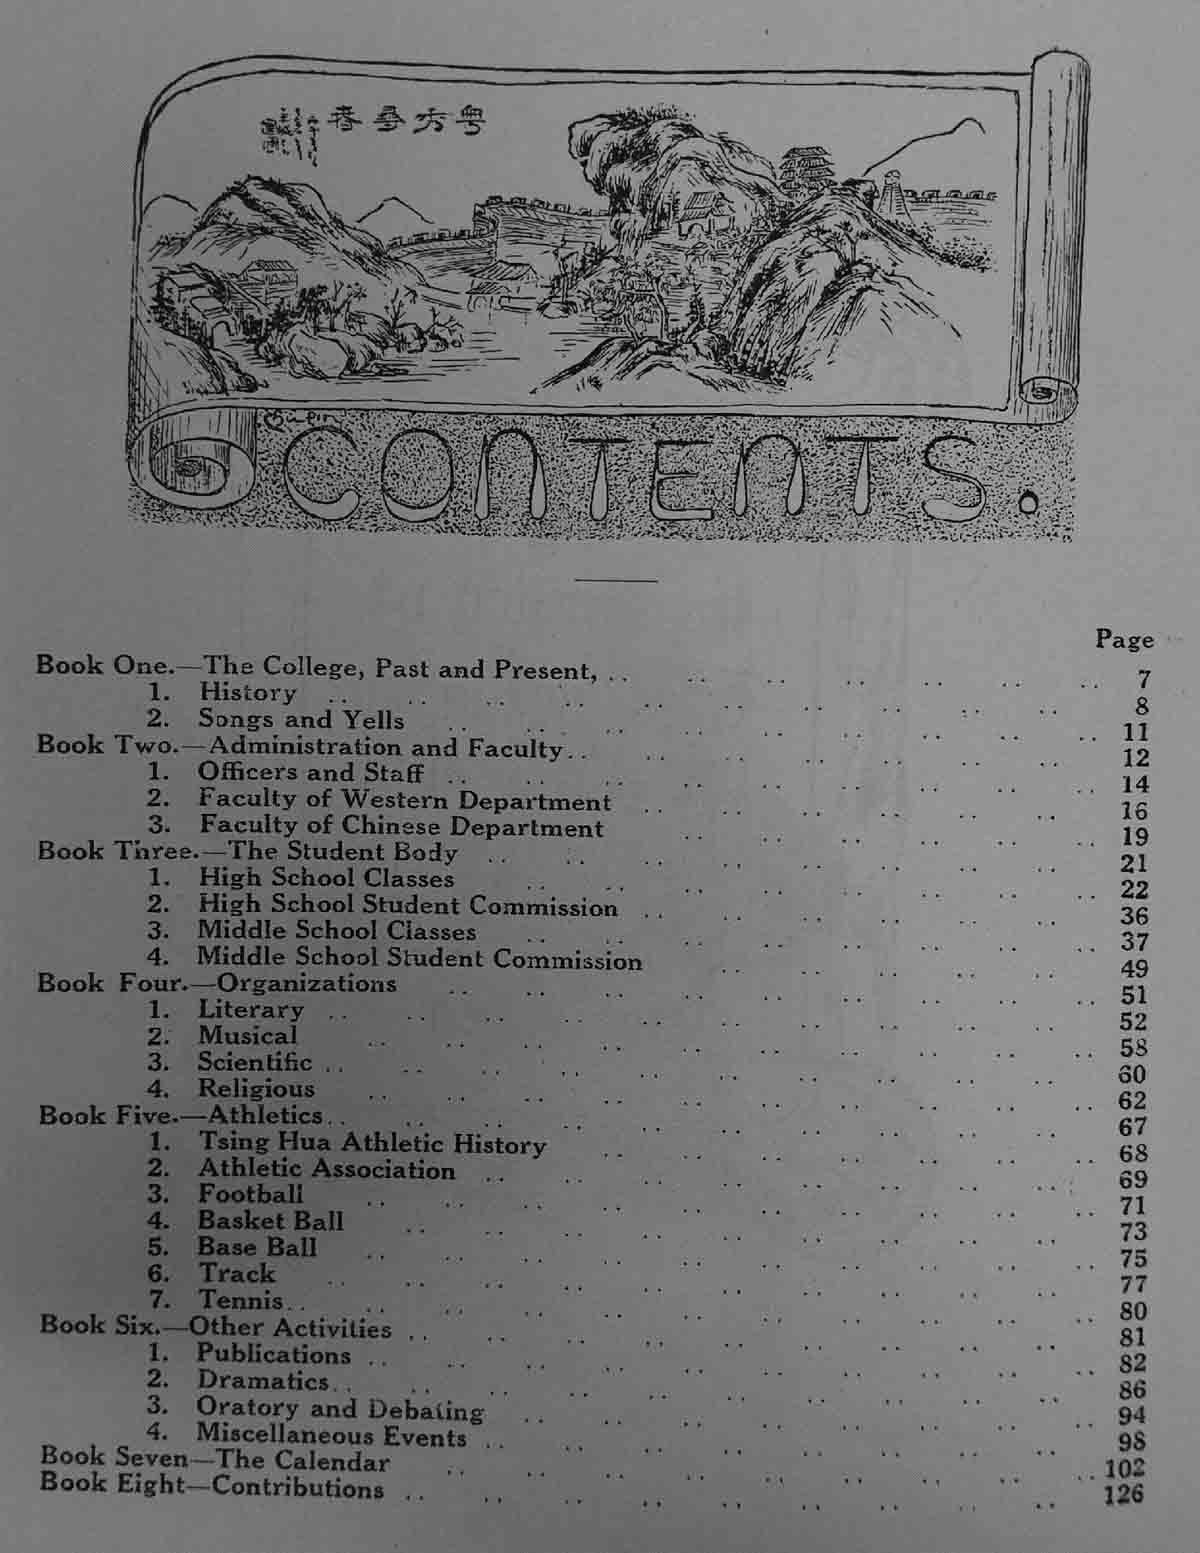 粤秀尋春
CONTENTS.
Page
Book One.—The College, Past and Present, .. .. .. .. .. .. .. 7
1. History .. .. .. .. .. .. .. .. .. .. 8
2. Songs and Yells .. .. .. .. .. .. .. .. .. 11
Book Two.—Administration and Faculty.. .. .. .. .. .. .. 12
1. Officers and Staff .. .. .. .. .. .. .. .. .. 14
2. Faculty of Western Department .. .. .. .. .. .. 16
3. Faculty of Chinese Department .. .. .. .. .. .. 19
Book Three.—The Student Body .. .. .. .. .. .. .. .. 21
1. High School Classes .. .. .. .. .. .. .. .. 22
2. High School Student Commission .. .. .. .. .. .. 36
3. Middle School Classes .. .. .. .. .. .. .. .. 37
4. Middle School Student Commission .. .. .. .. .. 49
Book Four.—Organizations .. .. .. .. .. .. .. .. .. 51
1. Literary .. .. .. .. .. .. .. .. .. .. 52
2. Musical .. .. .. .. .. .. .. .. .. .. 58
3. Scientific .. .. .. .. .. .. .. .. .. .. 60
4. Religious .. .. .. .. .. .. .. .. .. .. 62
Book Five.—Athletics.. .. .. .. .. .. .. .. .. .. 67
1. Tsing Hua Athletic History .. .. .. .. .. .. .. 68
2. Athletic Association .. .. .. .. .. .. .. .. 69
3. Football .. .. .. .. .. .. .. .. .. .. 71
4. Basket Ball .. .. .. .. .. .. .. .. .. 73
5. Base Ball .. .. .. .. .. .. .. .. .. 75
6. Track .. .. .. .. .. .. .. .. .. .. 77
7. Tennis.. .. .. .. .. .. .. .. .. .. 80
Book Six.—Other Activities .. .. .. .. .. .. .. .. .. 81
1. Publications .. .. .. .. .. .. .. .. .. 82
2. Dramatics.. .. .. .. .. .. .. .. .. .. 86
3. Oratory and Debating .. .. .. .. .. .. .. .. 94
4. Miscellaneous Events .. .. .. .. .. .. .. .. 98
Book Seven—The Calendar .. .. .. .. .. .. .. .. .. 102
Book Eight—Contributions .. .. .. .. .. .. .. .. .. 126